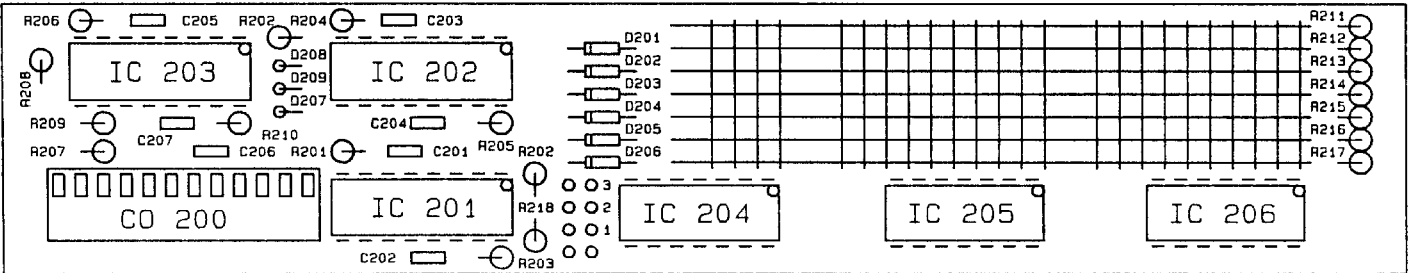 R206 C205 R202 R204 C203 R211
D201 R212
D208 D202 R213
R208 IC 203 D209 IC 202 D203 R214
D207 D204 R215
R209 C207 R210 C204 R205 D205 R216
R207 C206 R201 C201 R202 D206 R217
3
CO 200 IC 201 R218 2 IC 204 IC 205 IC 206
1
C202 R203